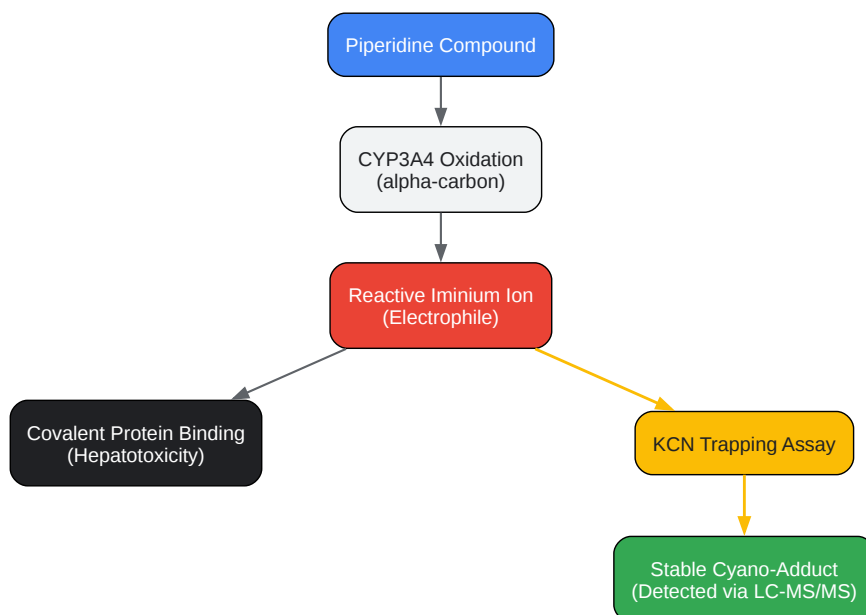 Piperidine Compound
CYP3A4 Oxidation
(alpha-carbon)
Reactive Iminium Ion
(Electrophile)
Covalent Protein Binding
(Hepatotoxicity)
KCN Trapping Assay
Stable Cyano-Adduct
(Detected via LC-MS/MS)